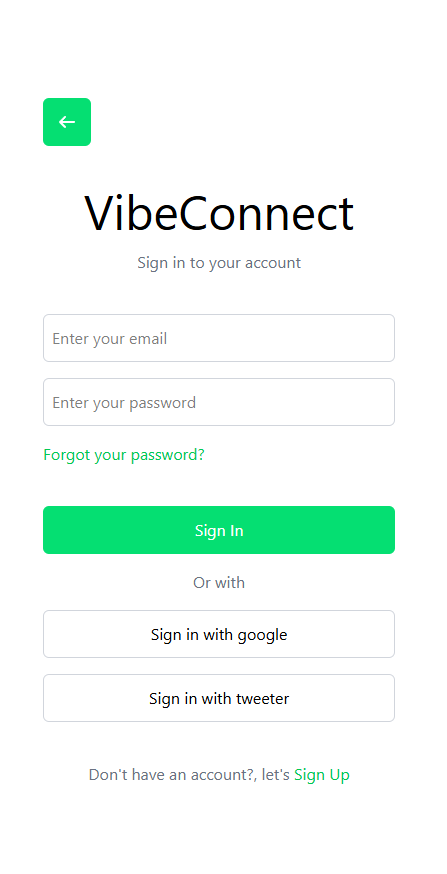 VibeConnect
Sign in to your account
Enter your email
Enter your password
Forgot your password?
Sign In
Or with
Sign in with google
Sign in with tweeter
Don't have an account?, let's Sign Up